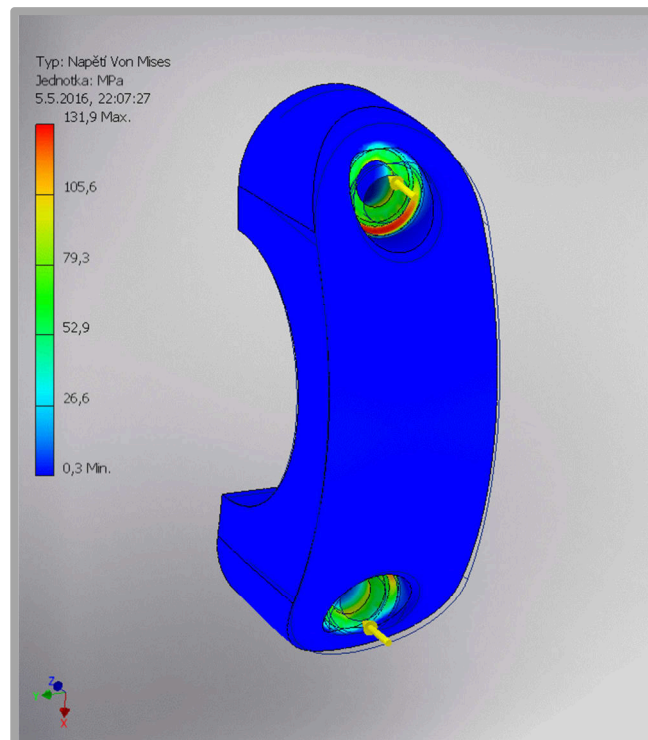 Typ: Napětí Von Mises
Jednotka: MPa
5.5.2016, 22:07:27
131,9 Max.
105,6
79,3
52,9
26,6
0,3 Min.
Z
Y
X